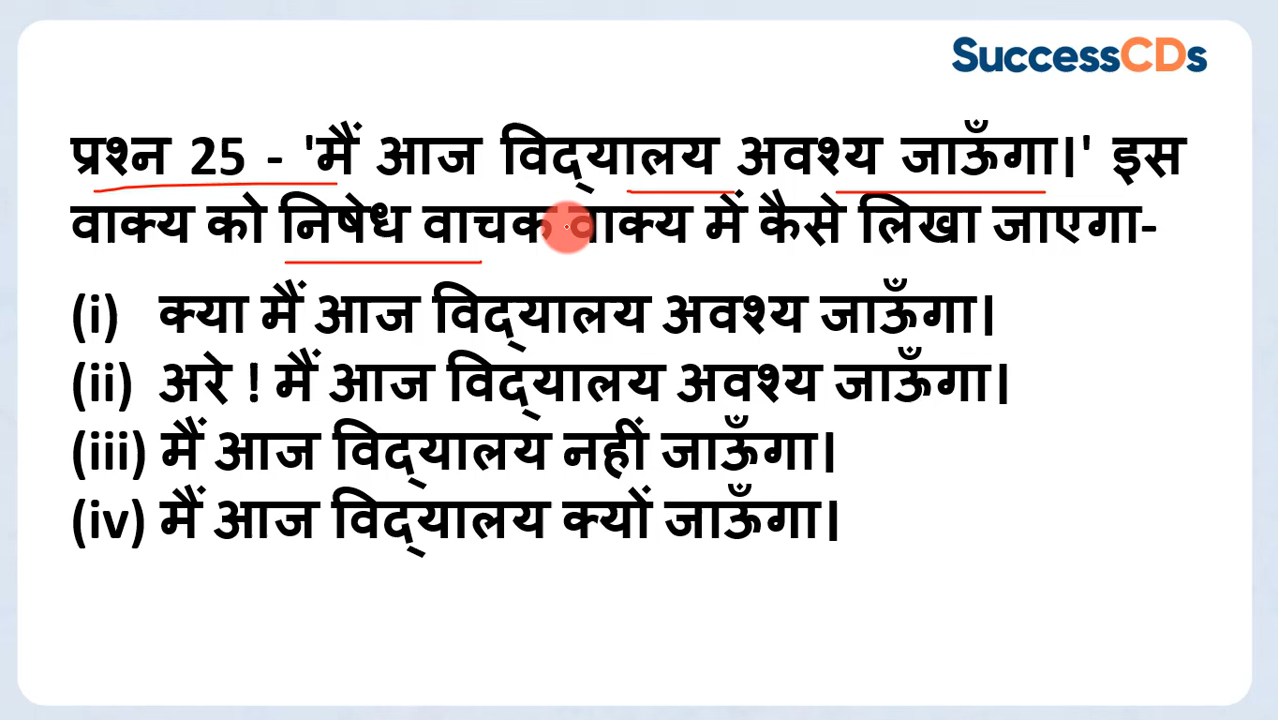 SuccessCDs
प्रश्न 25 - 'मैं आज विद्‌यालय अवश्य जाऊँगा।' इस
वाक्य को निषेध वाचक वाक्य में कैसे लिखा जाएगा-
(i) क्या मैं आज विद्‌यालय अवश्य जाऊँगा।
(ii) अरे ! मैं आज विद्‌यालय अवश्य जाऊँगा।
(iii) मैं आज विद्‌यालय नहीं जाऊँगा।
(iv) मैं आज विद्‌यालय क्यों जाऊँगा।